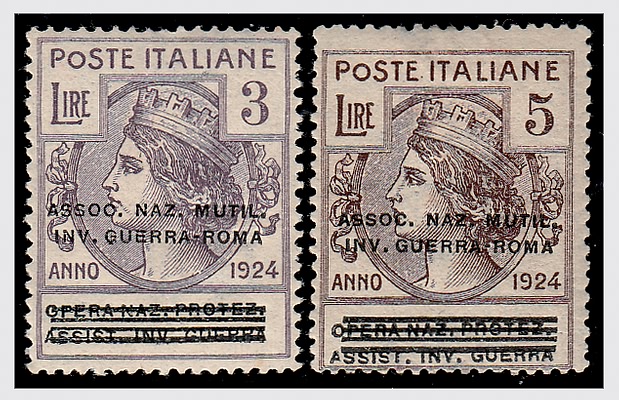 POSTE ITALIANE
LIRE 3
ASSOC. NAZ. MUTIL.
INV. GUERRA-ROMA
ANNO 1924
OPERA NAZ. PROTEZ.
ASSIST. INV. GUERRA
POSTE ITALIANE
LIRE 5
ASSOC. NAZ. MUTIL.
INV. GUERRA-ROMA
ANNO 1924
OPERA NAZ. PROTEZ.
ASSIST. INV. GUERRA